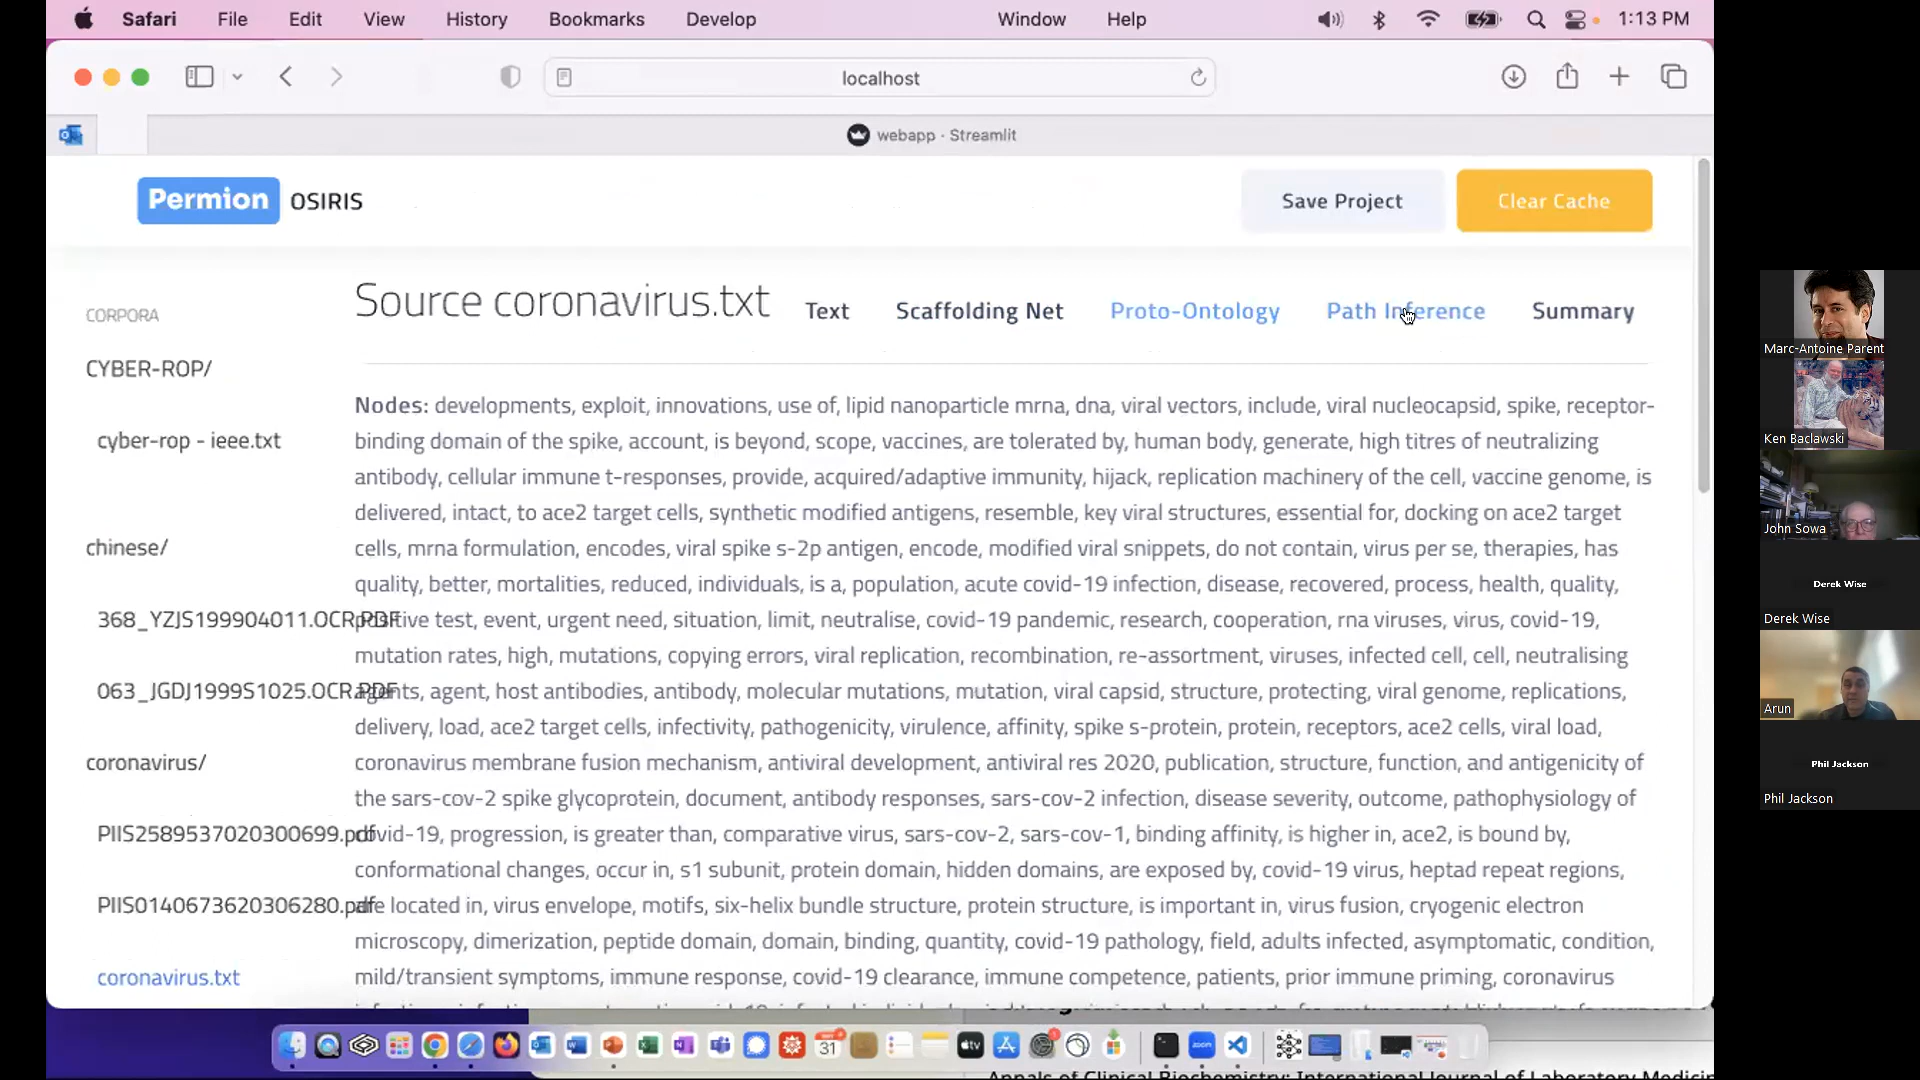 Safari File Edit View History Bookmarks Develop Window Help 1:13 PM
localhost
webapp - Streamlit
Permion OSIRIS
Save Project
Clear Cache
CORPORA
CYBER-ROP/
cyber-rop - ieee.txt
chinese/
368_YZJS199904011.OCR.PDF
063_JGDJ1999S1025.OCR.PDF
coronavirus/
PIIS2589537020300699.pdf
PIIS0140673620306280.pdf
coronavirus.txt
Source coronavirus.txt
Text Scaffolding Net Proto-Ontology Path Inference Summary
Nodes: developments, exploit, innovations, use of, lipid nanoparticle mrna, dna, viral vectors, include, viral nucleocapsid, spike, receptor-
binding domain of the spike, account, is beyond, scope, vaccines, are tolerated by, human body, generate, high titres of neutralizing
antibody, cellular immune t-responses, provide, acquired/adaptive immunity, hijack, replication machinery of the cell, vaccine genome, is
delivered, intact, to ace2 target cells, synthetic modified antigens, resemble, key viral structures, essential for, docking on ace2 target
cells, mrna formulation, encodes, viral spike s-2p antigen, encode, modified viral snippets, do not contain, virus per se, therapies, has
quality, better, mortalities, reduced, individuals, is a, population, acute covid-19 infection, disease, recovered, process, health, quality,
positive test, event, urgent need, situation, limit, neutralise, covid-19 pandemic, research, cooperation, rna viruses, virus, covid-19,
mutation rates, high, mutations, copying errors, viral replication, recombination, re-assortment, viruses, infected cell, cell, neutralising
agents, agent, host antibodies, antibody, molecular mutations, mutation, viral capsid, structure, protecting, viral genome, replications,
delivery, load, ace2 target cells, infectivity, pathogenicity, virulence, affinity, spike s-protein, protein, receptors, ace2 cells, viral load,
coronavirus membrane fusion mechanism, antiviral development, antiviral res 2020, publication, structure, function, and antigenicity of
the sars-cov-2 spike glycoprotein, document, antibody responses, sars-cov-2 infection, disease severity, outcome, pathophysiology of
covid-19, progression, is greater than, comparative virus, sars-cov-2, sars-cov-1, binding affinity, is higher in, ace2, is bound by,
conformational changes, occur in, s1 subunit, protein domain, hidden domains, are exposed by, covid-19 virus, heptad repeat regions,
are located in, virus envelope, motifs, six-helix bundle structure, protein structure, is important in, virus fusion, cryogenic electron
microscopy, dimerization, peptide domain, domain, binding, quantity, covid-19 pathology, field, adults infected, asymptomatic, condition,
mild/transient symptoms, immune response, covid-19 clearance, immune competence, patients, prior immune priming, coronavirus
31
zoom
tv
Annals of Clinical Biochemistry: International Journal of Laboratory Medicin
Marc-Antoine Parent
Ken Baclawski
John Sowa
Derek Wise
Derek Wise
Arun
Phil Jackson
Phil Jackson